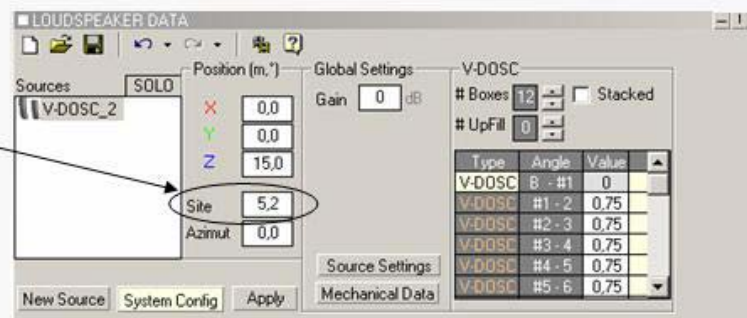 LOUDSPEAKER DATA
Sources
SOLO
V-DOSC_2
New Source
System Config
Apply
Position (m,°)
X 0,0
Y 0,0
Z 15,0
Site 5,2
Azimut 0,0
Global Settings
Gain 0 dB
Source Settings
Mechanical Data
V-DOSC
# Boxes 12 Stacked
# UpFill 0
Type Angle Value
V-DOSC B - #1 0
V-DOSC #1 - 2 0,75
V-DOSC #2 - 3 0,75
V-DOSC #3 - 4 0,75
V-DOSC #4 - 5 0,75
V-DOSC #5 - 6 0,75